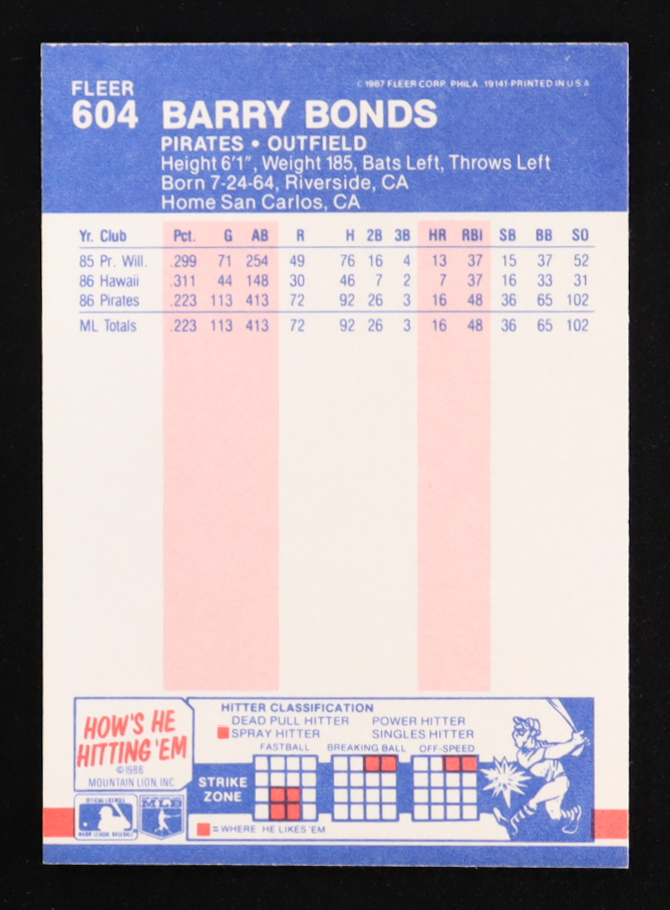 FLEER
604
© 1987 FLEER CORP. PHILA. 19141-PRINTED IN U S A
BARRY BONDS
PIRATES • OUTFIELD
Height 6'1", Weight 185, Bats Left, Throws Left
Born 7-24-64, Riverside, CA
Home San Carlos, CA
Yr. Club Pct. G AB R H 2B 3B HR RBI SB BB SO
85 Pr. Will. .299 71 254 49 76 16 4 13 37 15 37 52
86 Hawaii .311 44 148 30 46 7 2 7 37 16 33 31
86 Pirates .223 113 413 72 92 26 3 16 48 36 65 102
ML Totals .223 113 413 72 92 26 3 16 48 36 65 102
HOW'S HE
HITTING 'EM
©1986
MOUNTAIN LION, INC
OFFICIAL LICENSEE
MAJOR LEAGUE BASEBALL
MLB
HITTER CLASSIFICATION
DEAD PULL HITTER POWER HITTER
SPRAY HITTER SINGLES HITTER
FASTBALL BREAKING BALL OFF-SPEED
STRIKE
ZONE
= WHERE HE LIKES 'EM